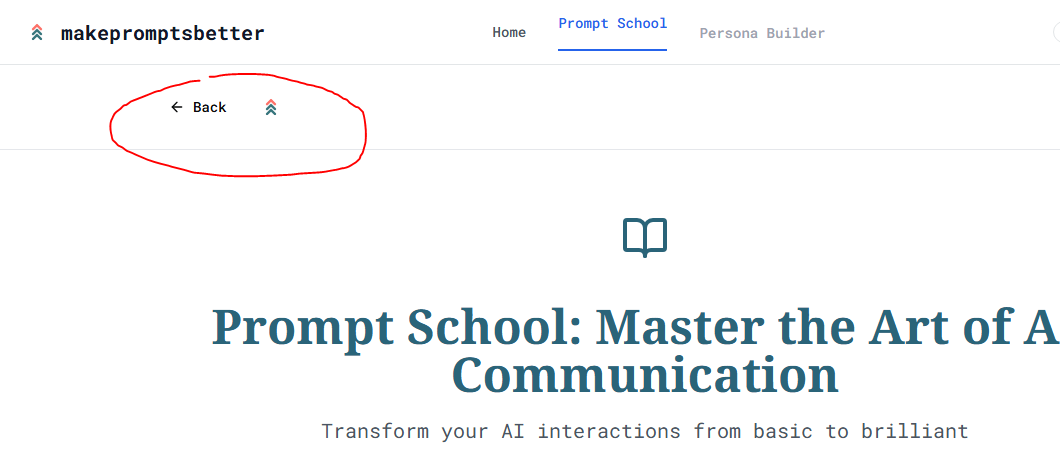 makepromptsbetter
Home Prompt School Persona Builder
← Back
Prompt School: Master the Art of A
Communication
Transform your AI interactions from basic to brilliant